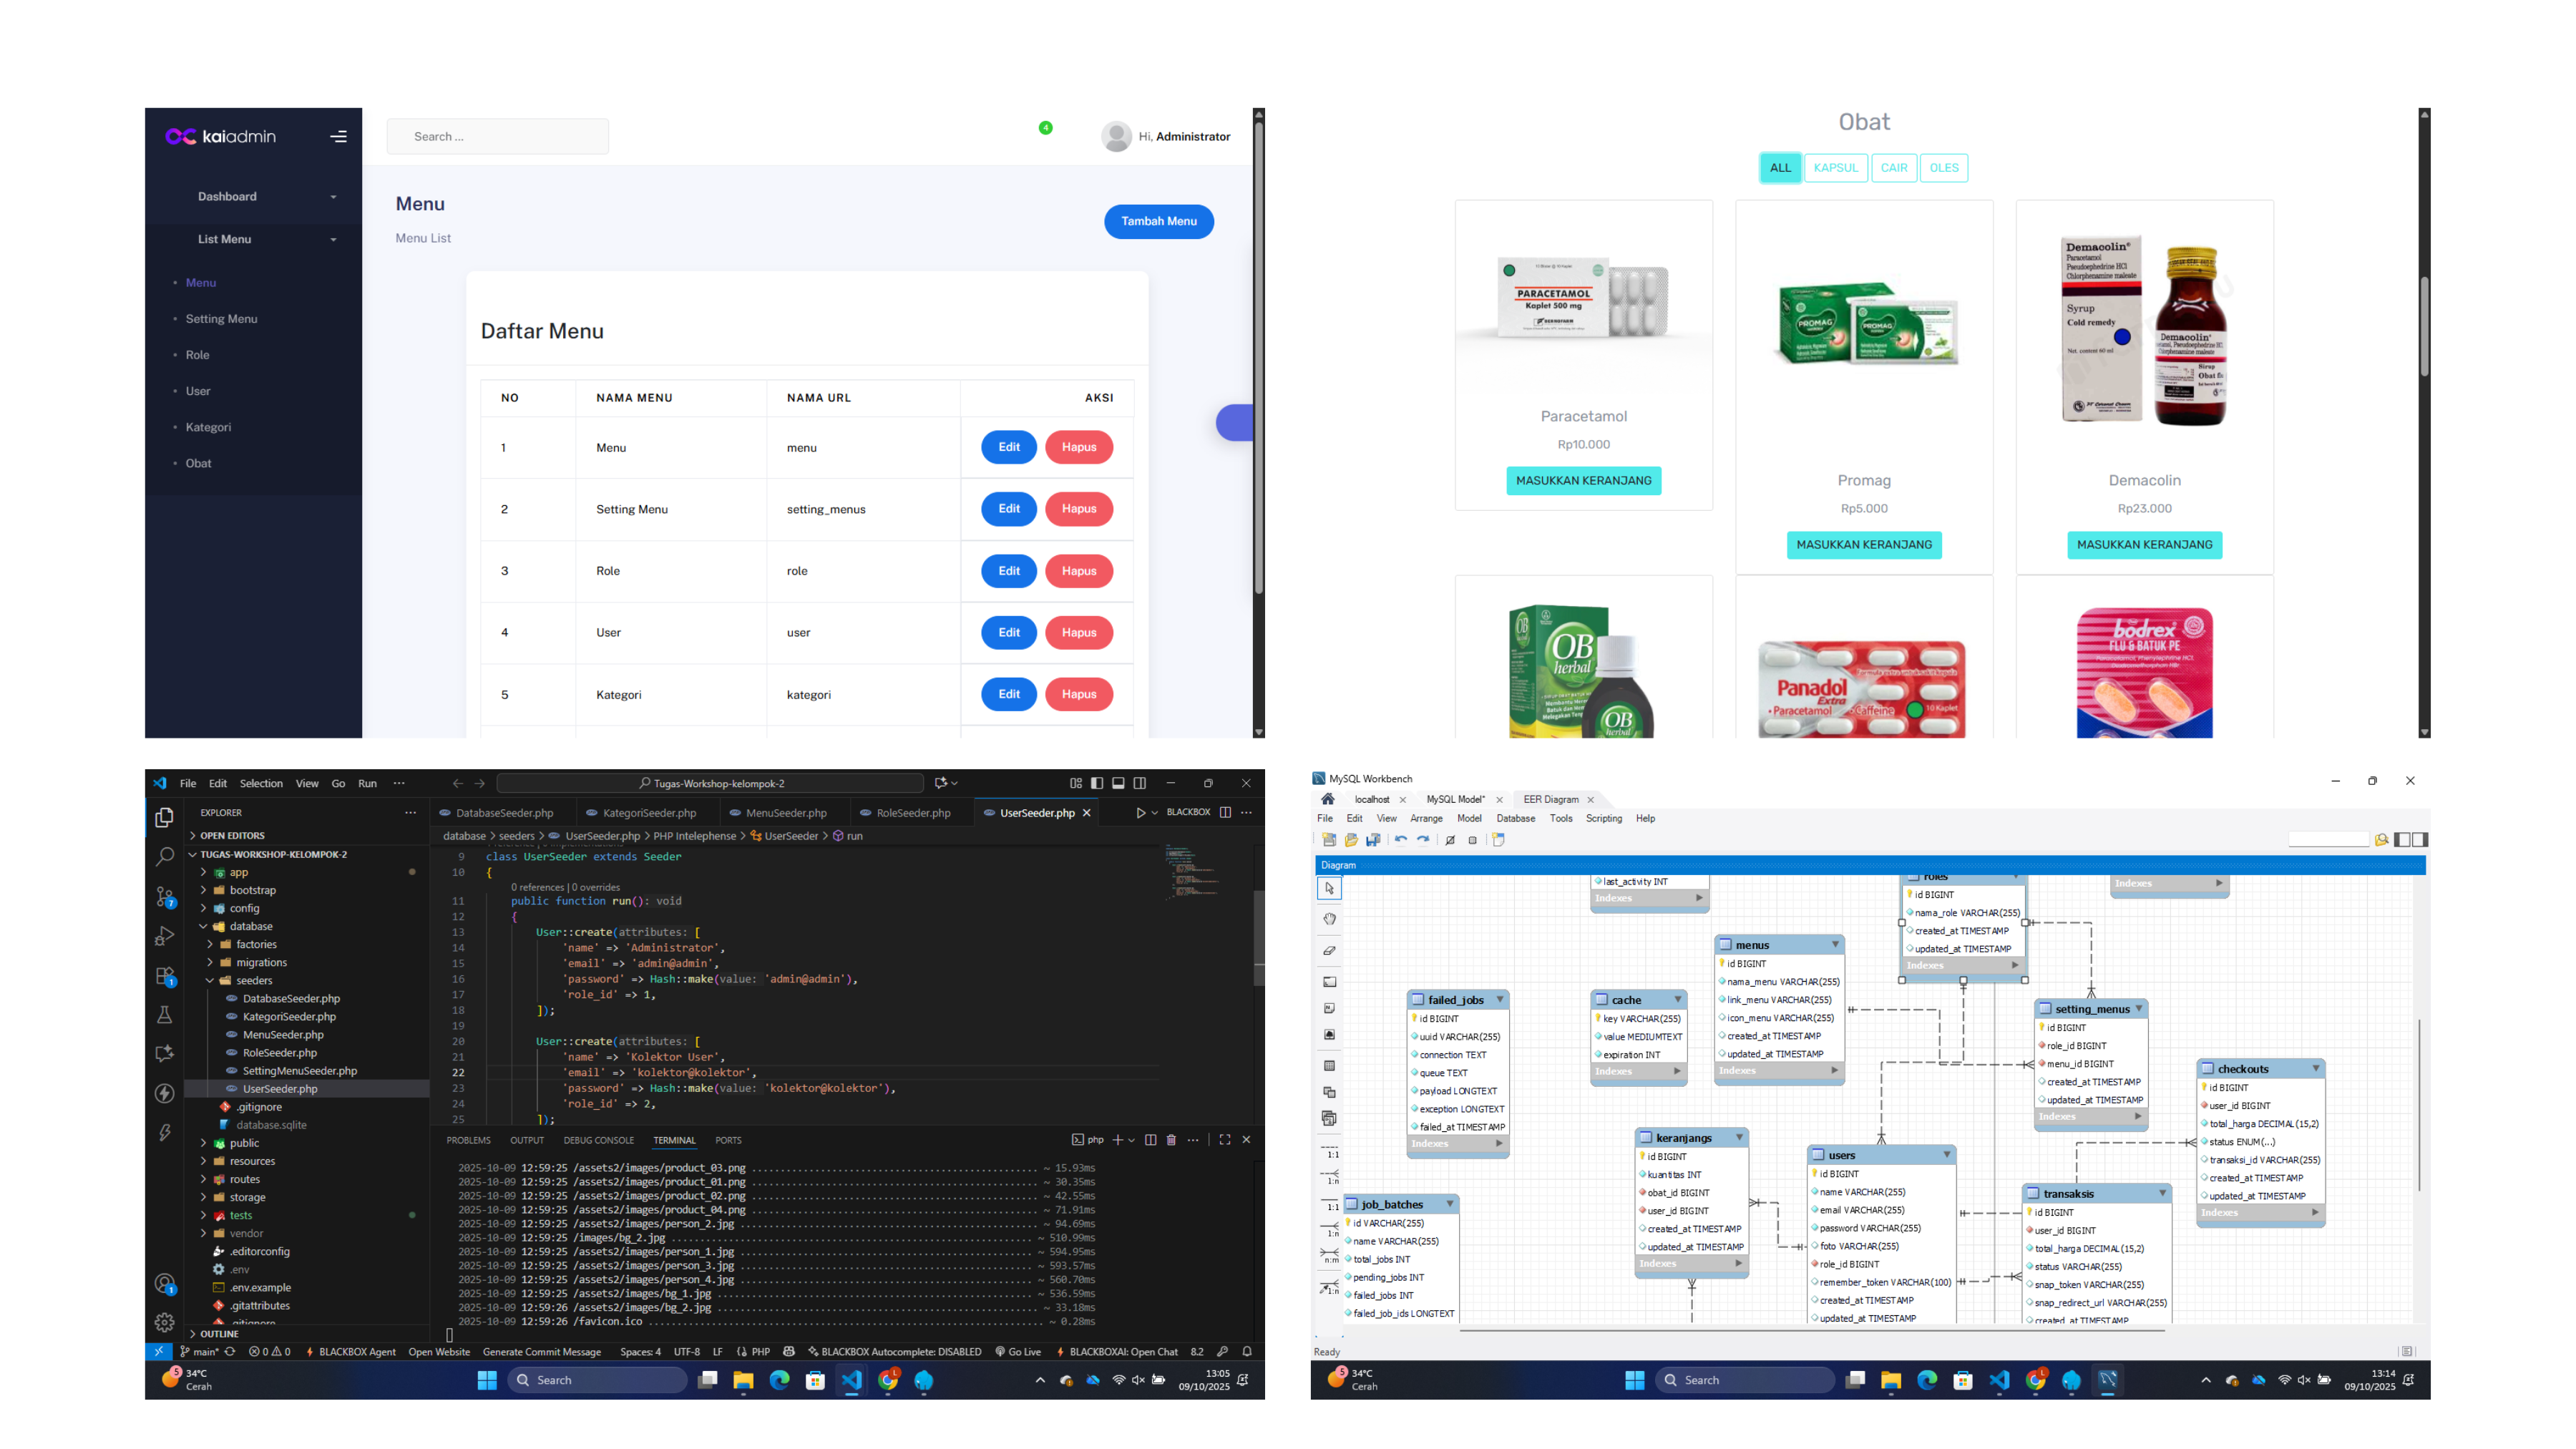 kaiadmin
Search ...
4
Hi, Administrator
Dashboard
List Menu
Menu
Setting Menu
Role
User
Kategori
Obat
Menu
Menu List
Tambah Menu
Daftar Menu
NO NAMA MENU NAMA URL AKSI
1 Menu menu Edit Hapus
2 Setting Menu setting_menus Edit Hapus
3 Role role Edit Hapus
4 User user Edit Hapus
5 Kategori kategori Edit Hapus
Obat
ALL KAPSUL CAIR OLES
PARACETAMOL
Kaplet 500 mg
PROMAG
PROMAG
Demacolin
Paracetamol
Pseudoephedrine HCl
Chlorpheniramine maleate
Syrup
Cold remedy
Demacolin
Sirup
Paracetamol
Rp10.000
MASUKKAN KERANJANG
Promag
Rp5.000
MASUKKAN KERANJANG
Demacolin
Rp23.000
MASUKKAN KERANJANG
OB
herbal
OB
herbal
Panadol
Extra
Paracetamol Caffeine 10 Kaplet
bodrex
FLU & BATUK PE
File Edit Selection View Go Run ...
Tugas-Workshop-kelompok-2
EXPLORER
OPEN EDITORS
TUGAS-WORKSHOP-KELOMPOK-2
app
bootstrap
config
database
factories
migrations
seeders
DatabaseSeeder.php
KategoriSeeder.php
MenuSeeder.php
RoleSeeder.php
SettingMenuSeeder.php
UserSeeder.php
.gitignore
database.sqlite
public
resources
routes
storage
tests
vendor
.editorconfig
.env
.env.example
.gitattributes
.gitignore
OUTLINE
7
1
1
DatabaseSeeder.php KategoriSeeder.php MenuSeeder.php RoleSeeder.php UserSeeder.php BLACKBOX
database > seeders > UserSeeder.php > PHP Intelephense > UserSeeder > run
9 class UserSeeder extends Seeder
10 {
0 references | 0 overrides
11 public function run(): void
12 {
13 User::create(attributes: [
14 'name' => 'Administrator',
15 'email' => 'admin@admin',
16 'password' => Hash::make(value: 'admin@admin'),
17 'role_id' => 1,
18 ]);
19
20 User::create(attributes: [
21 'name' => 'Kolektor User',
22 'email' => 'kolektor@kolektor',
23 'password' => Hash::make(value: 'kolektor@kolektor'),
24 'role_id' => 2,
25 ]);
PROBLEMS OUTPUT DEBUG CONSOLE TERMINAL PORTS php
2025-10-09 12:59:25 /assets2/images/product_03.png ~ 15.93ms
2025-10-09 12:59:25 /assets2/images/product_01.png ~ 30.35ms
2025-10-09 12:59:25 /assets2/images/product_02.png ~ 42.55ms
2025-10-09 12:59:25 /assets2/images/product_04.png ~ 71.91ms
2025-10-09 12:59:25 /assets2/images/person_2.jpg ~ 94.69ms
2025-10-09 12:59:25 /images/bg_2.jpg ~ 510.99ms
2025-10-09 12:59:25 /assets2/images/person_1.jpg ~ 594.95ms
2025-10-09 12:59:25 /assets2/images/person_3.jpg ~ 593.57ms
2025-10-09 12:59:25 /assets2/images/person_4.jpg ~ 560.70ms
2025-10-09 12:59:25 /assets2/images/bg_1.jpg ~ 536.59ms
2025-10-09 12:59:26 /assets2/images/bg_2.jpg ~ 33.18ms
2025-10-09 12:59:26 /favicon.ico ~ 0.28ms
main* 0 0 BLACKBOX Agent Open Website Generate Commit Message Spaces: 4 UTF-8 LF PHP BLACKBOX Autocomplete: DISABLED Go Live BLACKBOXAI: Open Chat 8.2
5 34°C
Cerah
Search
13:05
09/10/2025
MySQL Workbench
localhost MySQL Model* EER Diagram
File Edit View Arrange Model Database Tools Scripting Help
Diagram
1:1
1:n
1:1
1:n
n:m
1:n
last_activity INT
Indexes
roles
id BIGINT
nama_role VARCHAR(255)
created_at TIMESTAMP
updated_at TIMESTAMP
Indexes
Indexes
menus
id BIGINT
nama_menu VARCHAR(255)
link_menu VARCHAR(255)
icon_menu VARCHAR(255)
created_at TIMESTAMP
updated_at TIMESTAMP
Indexes
failed_jobs
id BIGINT
uuid VARCHAR(255)
connection TEXT
queue TEXT
payload LONGTEXT
exception LONGTEXT
failed_at TIMESTAMP
Indexes
cache
key VARCHAR(255)
value MEDIUMTEXT
expiration INT
Indexes
setting_menus
id BIGINT
role_id BIGINT
menu_id BIGINT
created_at TIMESTAMP
updated_at TIMESTAMP
Indexes
checkouts
id BIGINT
user_id BIGINT
total_harga DECIMAL(15,2)
status ENUM(...)
transaksi_id VARCHAR(255)
created_at TIMESTAMP
updated_at TIMESTAMP
Indexes
keranjangs
id BIGINT
kuantitas INT
obat_id BIGINT
user_id BIGINT
created_at TIMESTAMP
updated_at TIMESTAMP
Indexes
users
id BIGINT
name VARCHAR(255)
email VARCHAR(255)
password VARCHAR(255)
foto VARCHAR(255)
role_id BIGINT
remember_token VARCHAR(100)
created_at TIMESTAMP
updated_at TIMESTAMP
transaksis
id BIGINT
user_id BIGINT
total_harga DECIMAL(15,2)
status VARCHAR(255)
snap_token VARCHAR(255)
snap_redirect_url VARCHAR(255)
created_at TIMESTAMP
job_batches
id VARCHAR(255)
name VARCHAR(255)
total_jobs INT
pending_jobs INT
failed_jobs INT
failed_job_ids LONGTEXT
Ready
5 34°C
Cerah
Search
13:14
09/10/2025